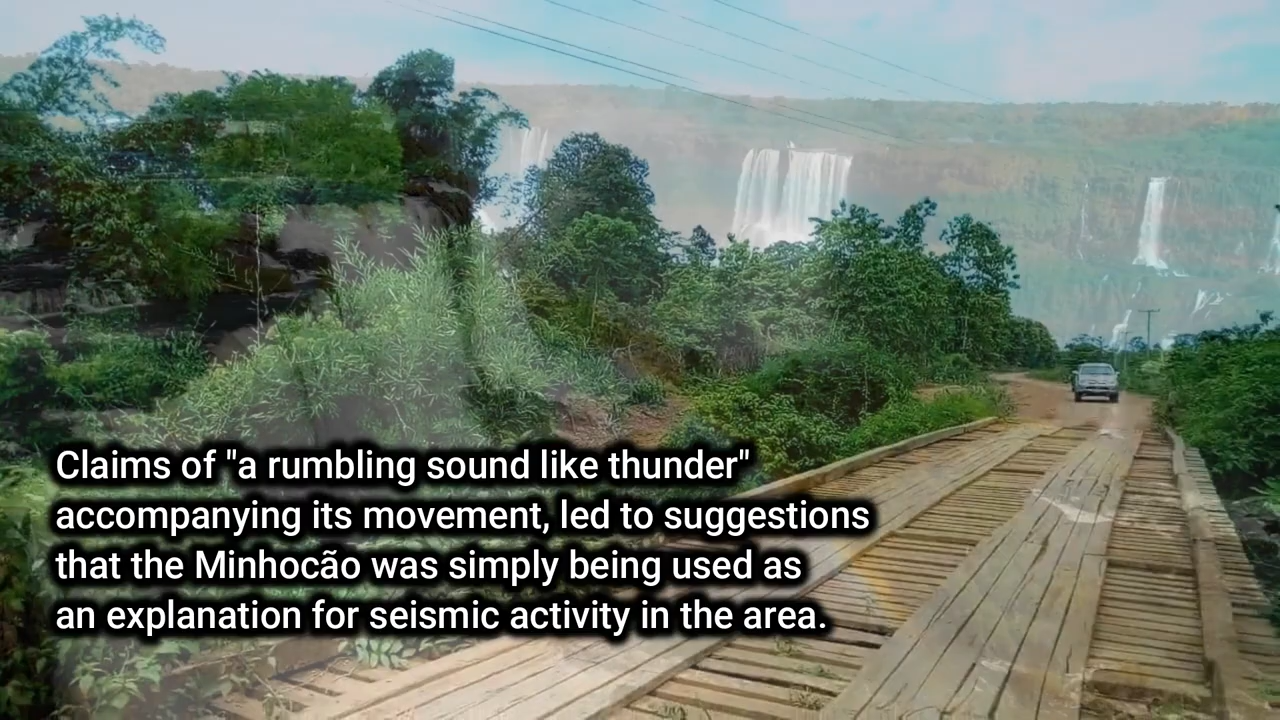 Claims of "a rumbling sound like thunder"
accompanying its movement, led to suggestions
that the Minhocão was simply being used as
an explanation for seismic activity in the area.